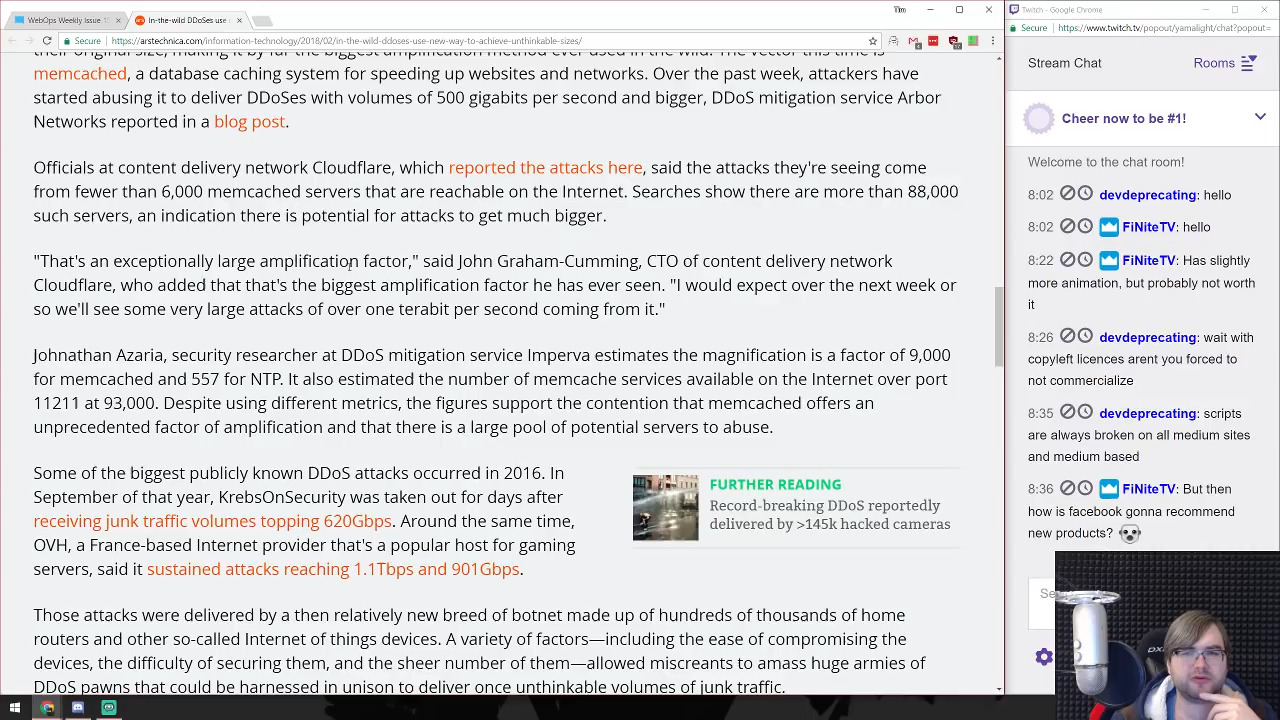 WebOps Weekly Issue
In-the-wild DDoSes use
Tim
Secure
https://arstechnica.com/information-technology/2018/02/in-the-wild-ddoses-use-new-way-to-achieve-unthinkable-sizes/
memcached, a database caching system for speeding up websites and networks. Over the past week, attackers have
started abusing it to deliver DDoSes with volumes of 500 gigabits per second and bigger, DDoS mitigation service Arbor
Networks reported in a blog post.
Officials at content delivery network Cloudflare, which reported the attacks here, said the attacks they're seeing come
from fewer than 6,000 memcached servers that are reachable on the Internet. Searches show there are more than 88,000
such servers, an indication there is potential for attacks to get much bigger.
"That's an exceptionally large amplification factor," said John Graham-Cumming, CTO of content delivery network
Cloudflare, who added that that's the biggest amplification factor he has ever seen. "I would expect over the next week or
so we'll see some very large attacks of over one terabit per second coming from it."
Johnathan Azaria, security researcher at DDoS mitigation service Imperva estimates the magnification is a factor of 9,000
for memcached and 557 for NTP. It also estimated the number of memcache services available on the Internet over port
11211 at 93,000. Despite using different metrics, the figures support the contention that memcached offers an
unprecedented factor of amplification and that there is a large pool of potential servers to abuse.
Some of the biggest publicly known DDoS attacks occurred in 2016. In
September of that year, KrebsOnSecurity was taken out for days after
receiving junk traffic volumes topping 620Gbps. Around the same time,
OVH, a France-based Internet provider that's a popular host for gaming
servers, said it sustained attacks reaching 1.1Tbps and 901Gbps.
FURTHER READING
Record-breaking DDoS reportedly
delivered by >145k hacked cameras
Those attacks were delivered by a then relatively new breed of botnet made up of hundreds of thousands of home
routers and other so-called Internet of things devices. A variety of factors—including the ease of compromising the
devices, the difficulty of securing them, and the sheer number of them—allowed miscreants to amass huge armies of
DDoS pawns that could be harnessed in unison to deliver once unthinkable volumes of junk traffic.
Twitch - Google Chrome
Secure
https://www.twitch.tv/popout/yamalight/chat?popout=
Stream Chat
Rooms
Cheer now to be #1!
Welcome to the chat room!
8:02 devdeprecating: hello
8:02 FiNiteTV: hello
8:22 FiNiteTV: Has slightly
more animation, but probably not worth
it
8:26 devdeprecating: wait with
copyleft licences arent you forced to
not commercialize
8:35 devdeprecating: scripts
are always broken on all medium sites
and medium based
8:36 FiNiteTV: But then
how is facebook gonna recommend
new products?